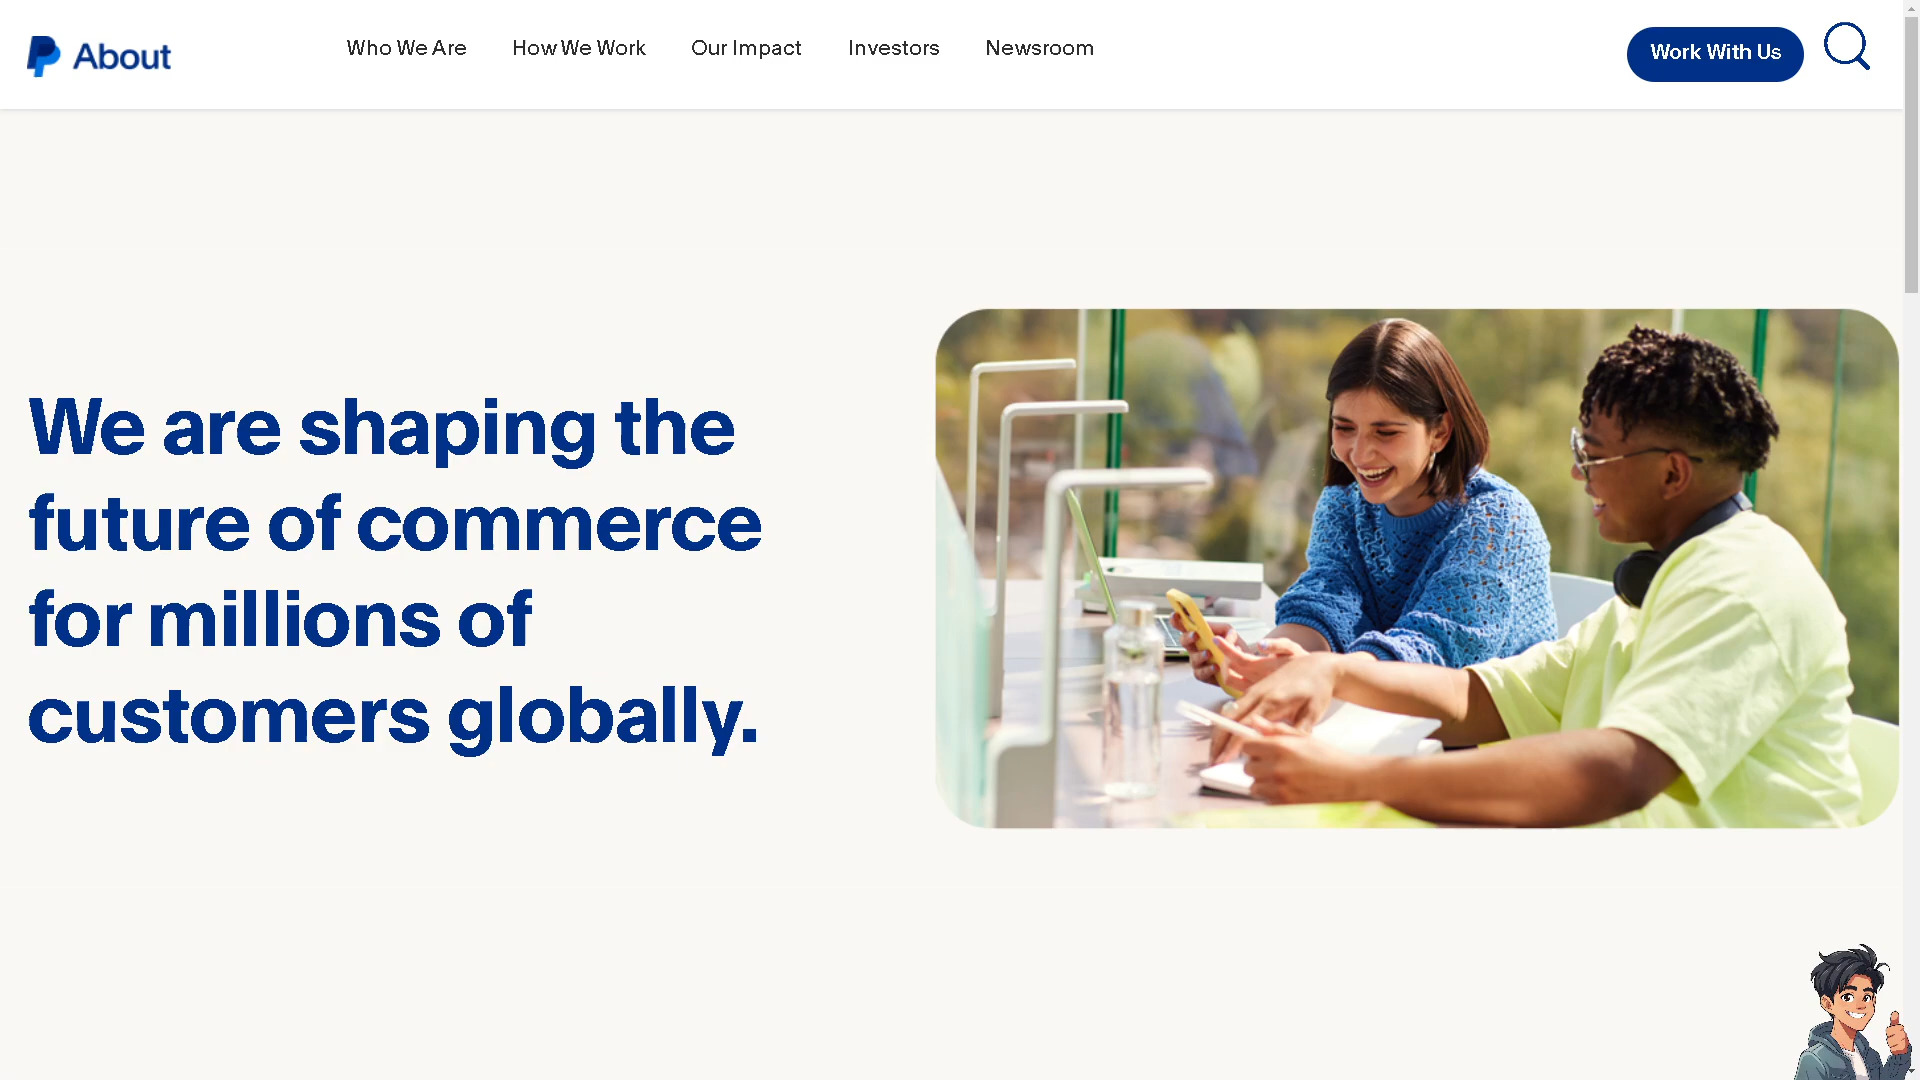 About
Who We Are
How We Work
Our Impact
Investors
Newsroom
Work With Us
We are shaping the
future of commerce
for millions of
customers globally.